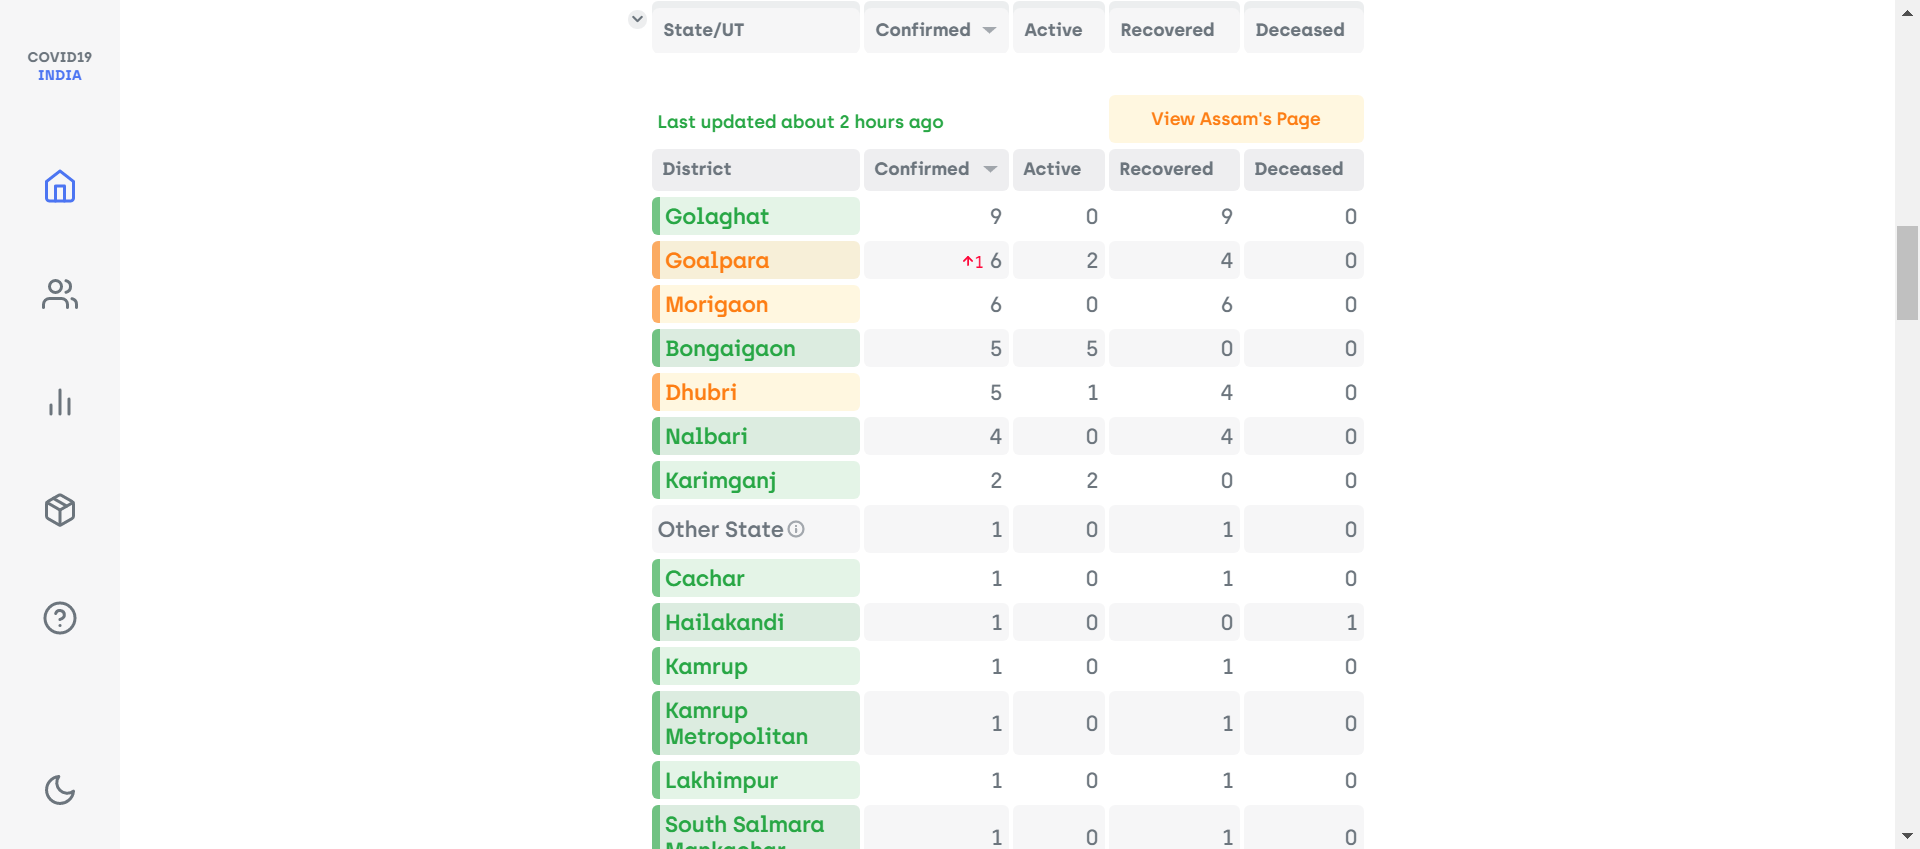 COVID19
INDIA
State/UT Confirmed Active Recovered Deceased
Last updated about 2 hours ago
View Assam's Page
District Confirmed Active Recovered Deceased
Golaghat 9 0 9 0
Goalpara 1 6 2 4 0
Morigaon 6 0 6 0
Bongaigaon 5 5 0 0
Dhubri 5 1 4 0
Nalbari 4 0 4 0
Karimganj 2 2 0 0
Other State 1 0 1 0
Cachar 1 0 1 0
Hailakandi 1 0 0 1
Kamrup 1 0 1 0
Kamrup
Metropolitan 1 0 1 0
Lakhimpur 1 0 1 0
South Salmara 1 0 1 0